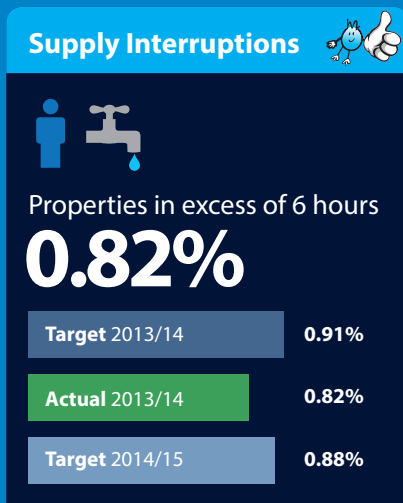 Supply Interruptions
Properties in excess of 6 hours
0.82%
Target 2013/14 0.91%
Actual 2013/14 0.82%
Target 2014/15 0.88%